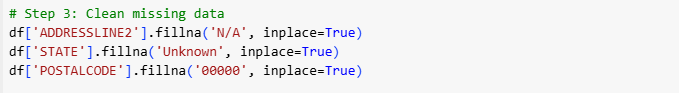 # Step 3: Clean missing data
df['ADDRESSLINE2'].fillna('N/A', inplace=True)
df['STATE'].fillna('Unknown', inplace=True)
df['POSTALCODE'].fillna('00000', inplace=True)